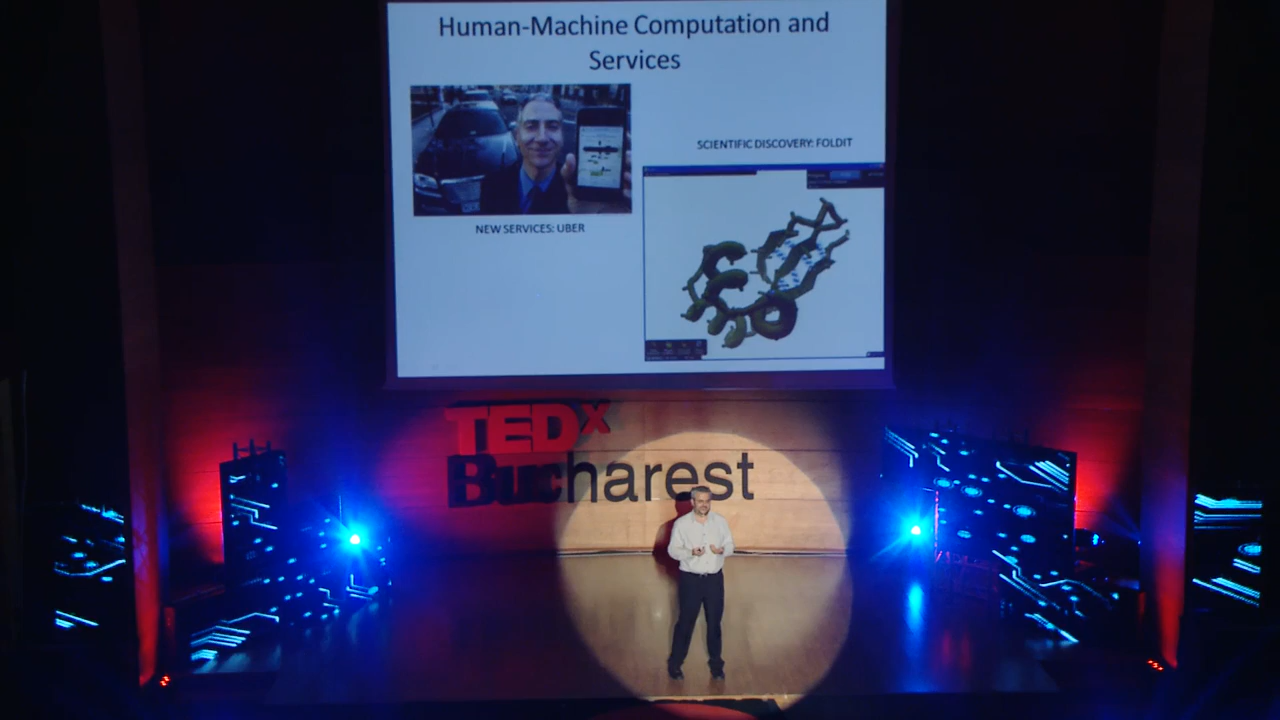 Human-Machine Computation and
Services
SCIENTIFIC DISCOVERY: FOLDIT
NEW SERVICES: UBER
TEDx
Bucharest